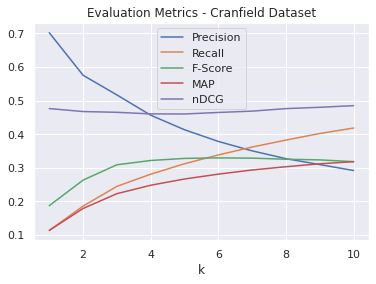 Evaluation Metrics - Cranfield Dataset
0.7
0.6
0.5
0.4
0.3
0.2
0.1
Precision
Recall
F-Score
MAP
nDCG
2 4 6 8 10
k